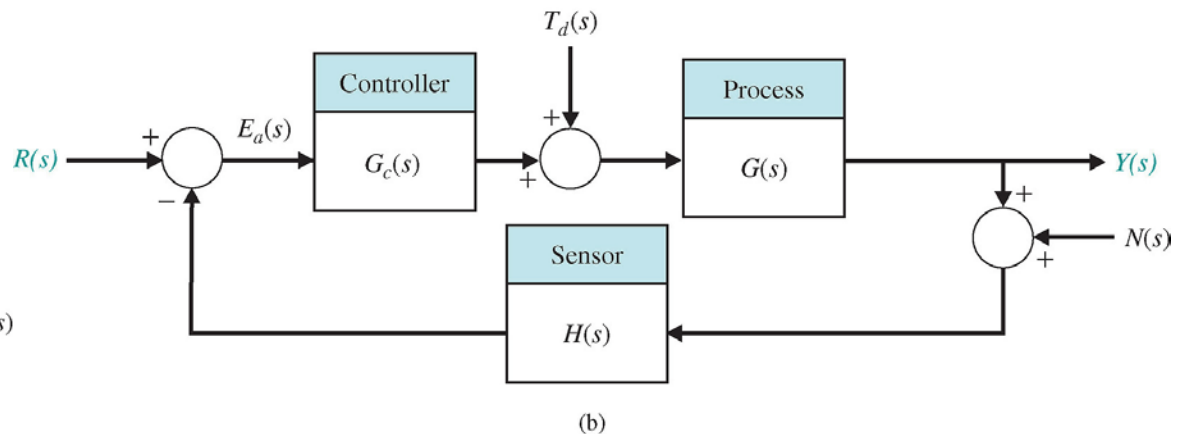 T_d(s)
Controller
Process
+
E_a(s)
+
R(s)
G_c(s)
+
G(s)
Y(s)
−
+
Sensor
N(s)
+
s)
H(s)
(b)